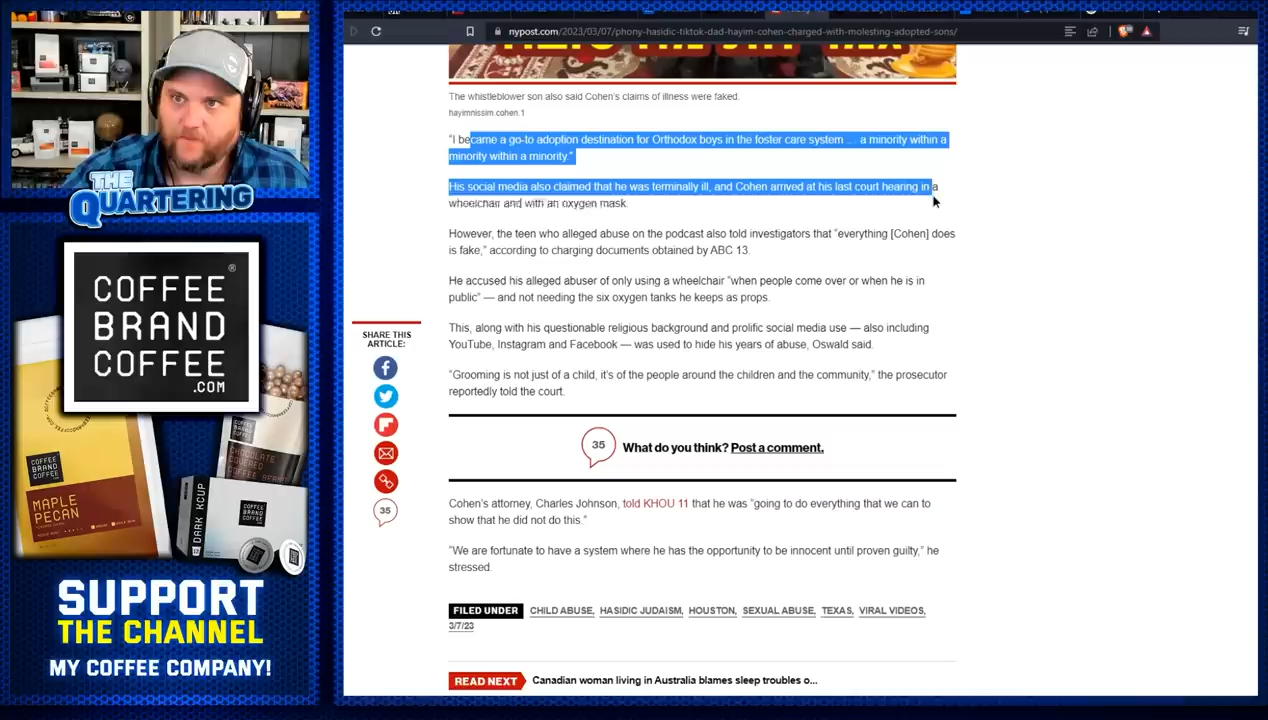 nypost.com/2023/03/07/phony-hasidic-tiktok-dad-hayim-cohen-charged-with-molesting-adopted-sons/
The whistleblower son also said Cohen's claims of illness were faked.
hayimnissim.cohen.1
"I became a go-to adoption destination for Orthodox boys in the foster care system … a minority within a
minority within a minority."
His social media also claimed that he was terminally ill, and Cohen arrived at his last court hearing in a
wheelchair and with an oxygen mask.
However, the teen who alleged abuse on the podcast also told investigators that "everything [Cohen] does
is fake," according to charging documents obtained by ABC 13.
He accused his alleged abuser of only using a wheelchair "when people come over or when he is in
public" — and not needing the six oxygen tanks he keeps as props.
This, along with his questionable religious background and prolific social media use — also including
YouTube, Instagram and Facebook — was used to hide his years of abuse, Oswald said.
"Grooming is not just of a child, it's of the people around the children and the community," the prosecutor
reportedly told the court.
SHARE THIS
ARTICLE:
35
35
What do you think? Post a comment.
Cohen's attorney, Charles Johnson, told KHOU 11 that he was "going to do everything that we can to
show that he did not do this."
"We are fortunate to have a system where he has the opportunity to be innocent until proven guilty," he
stressed.
FILED UNDER CHILD ABUSE, HASIDIC JUDAISM, HOUSTON, SEXUAL ABUSE, TEXAS, VIRAL VIDEOS,
3/7/23
READ NEXT Canadian woman living in Australia blames sleep troubles o...
THE
QUARTERING
COFFEE®
BRAND
COFFEE
.COM
COFFEE
BRAND
COFFEE
MAPLE
PECAN
CHOCOLATE
COVERED
COFFEE
DARK KCUP
COFFEE
BRAND
COFFEE
SUPPORT
THE CHANNEL
MY COFFEE COMPANY!